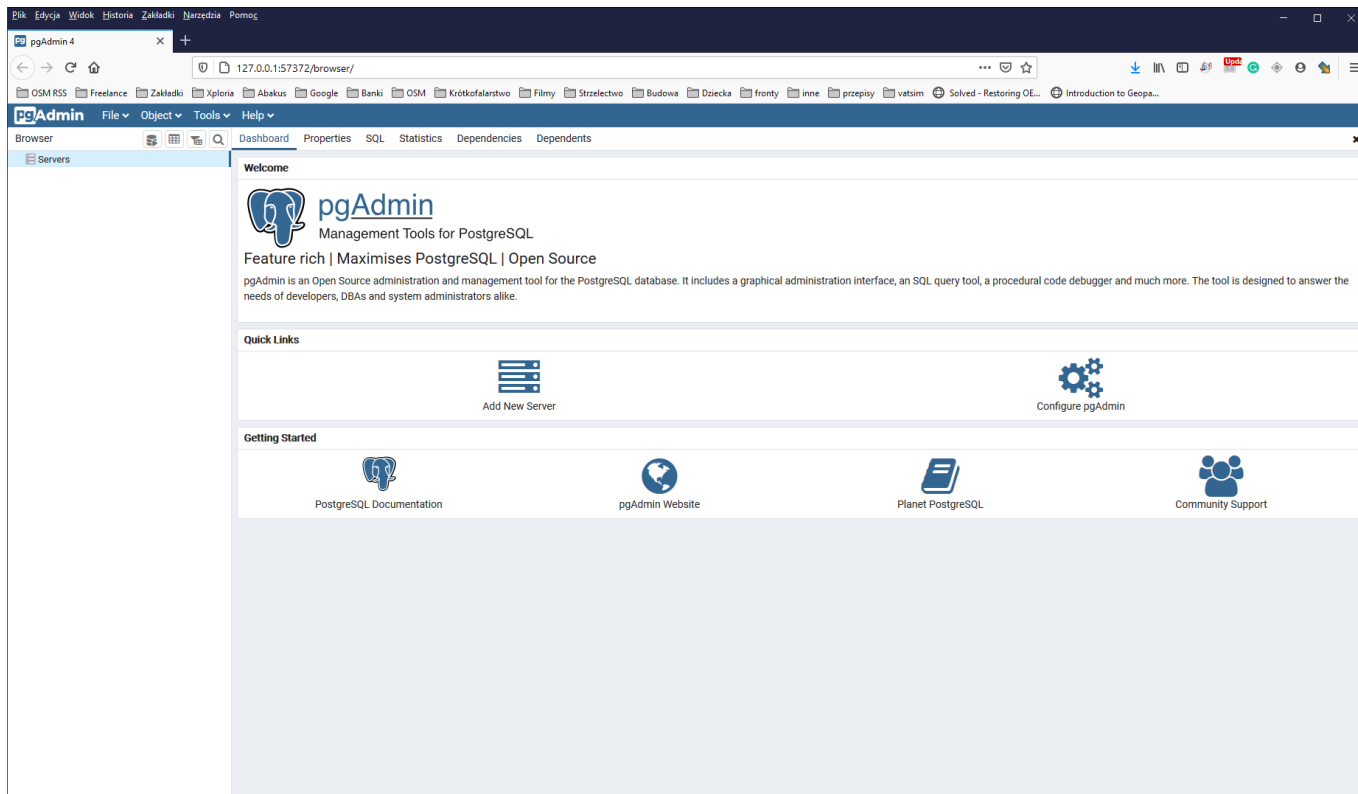 Plik Edycja Widok Historia Zakładki Narzędzia Pomoc
pgAdmin 4
127.0.0.1:57372/browser/
Upda
OSM RSS Freelance Zakładki Xploria Abakus Google Banki OSM Krótkofalarstwo Filmy Strzelectwo Budowa Dziecka fronty inne przepisy vatsim Solved - Restoring OE... Introduction to Geopa...
pgAdmin File Object Tools Help
Browser Dashboard Properties SQL Statistics Dependencies Dependents
Servers
Welcome
pgAdmin
Management Tools for PostgreSQL
Feature rich | Maximises PostgreSQL | Open Source
pgAdmin is an Open Source administration and management tool for the PostgreSQL database. It includes a graphical administration interface, an SQL query tool, a procedural code debugger and much more. The tool is designed to answer the
needs of developers, DBAs and system administrators alike.
Quick Links
Add New Server Configure pgAdmin
Getting Started
PostgreSQL Documentation pgAdmin Website Planet PostgreSQL Community Support